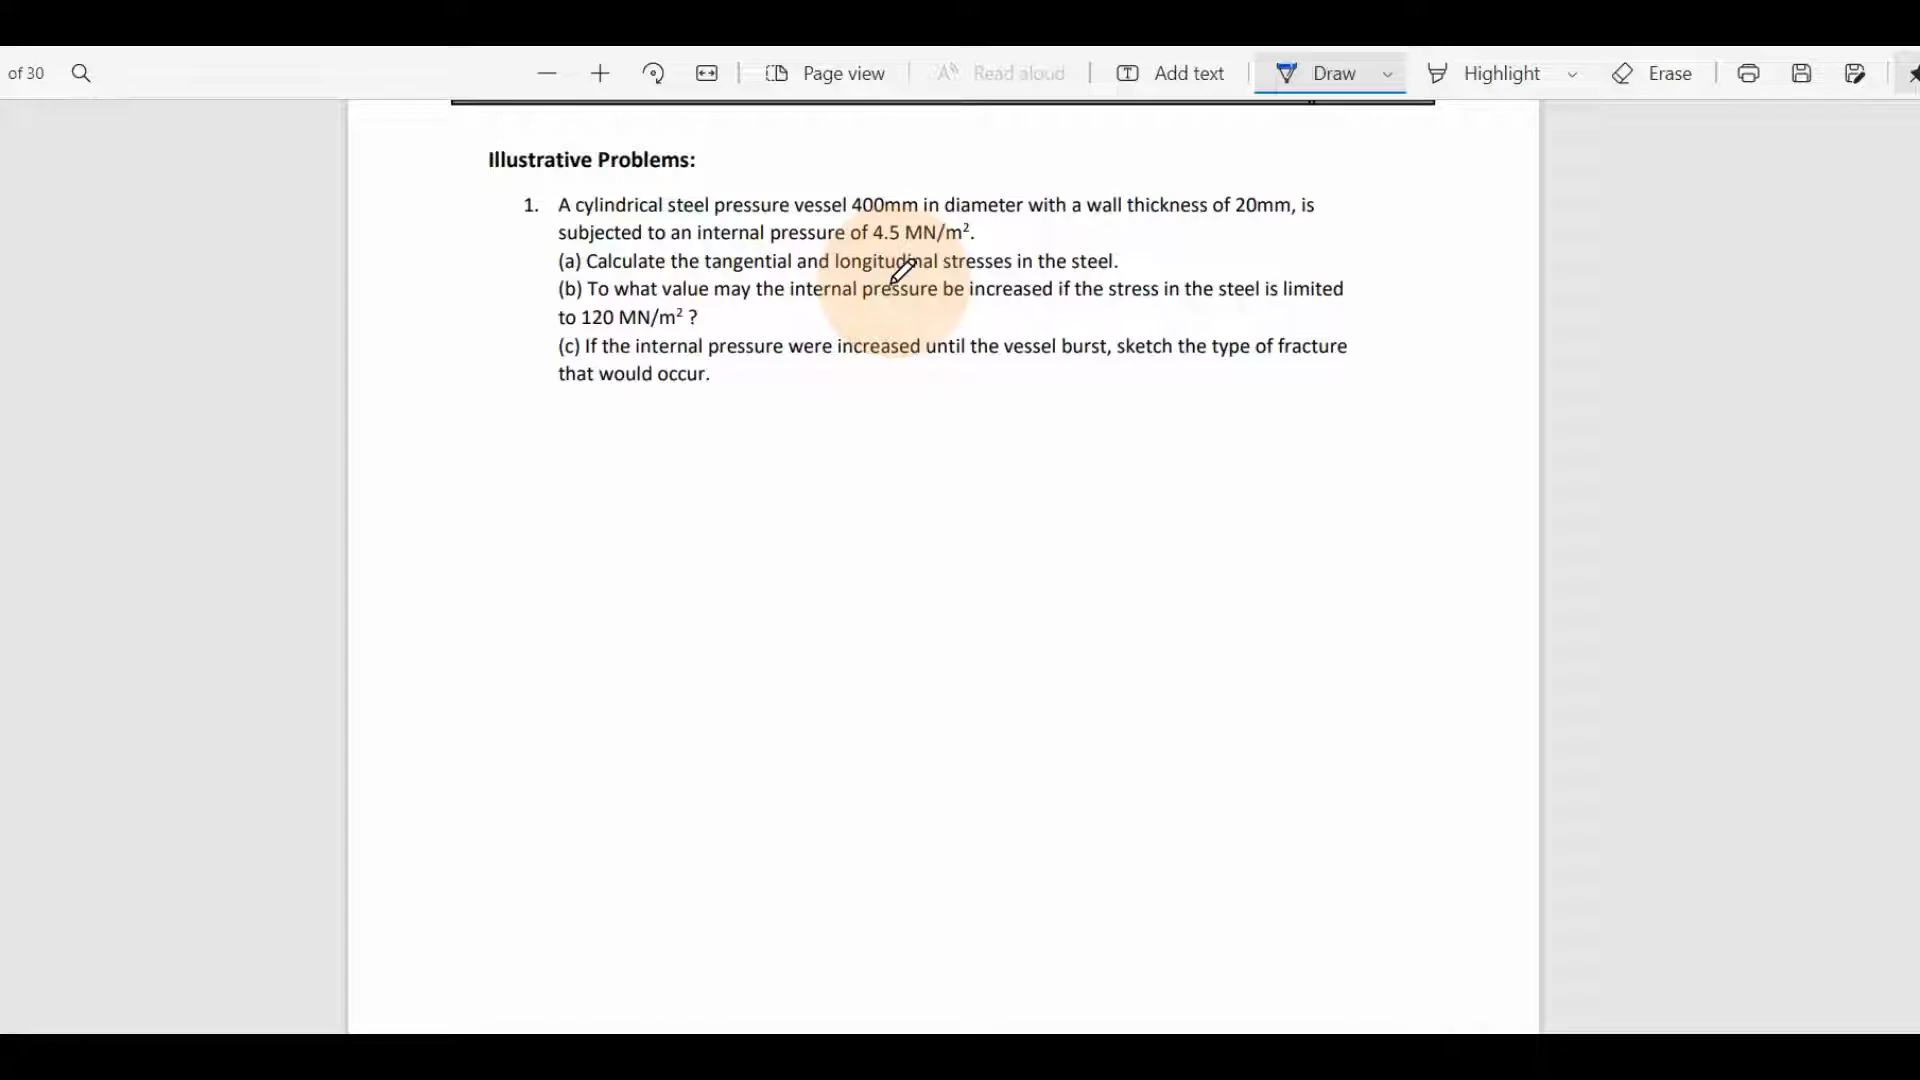 of 30 Page view Read aloud Add text Draw Highlight Erase
Illustrative Problems:
1. A cylindrical steel pressure vessel 400mm in diameter with a wall thickness of 20mm, is
subjected to an internal pressure of 4.5 MN/m².
(a) Calculate the tangential and longitudinal stresses in the steel.
(b) To what value may the internal pressure be increased if the stress in the steel is limited
to 120 MN/m² ?
(c) If the internal pressure were increased until the vessel burst, sketch the type of fracture
that would occur.